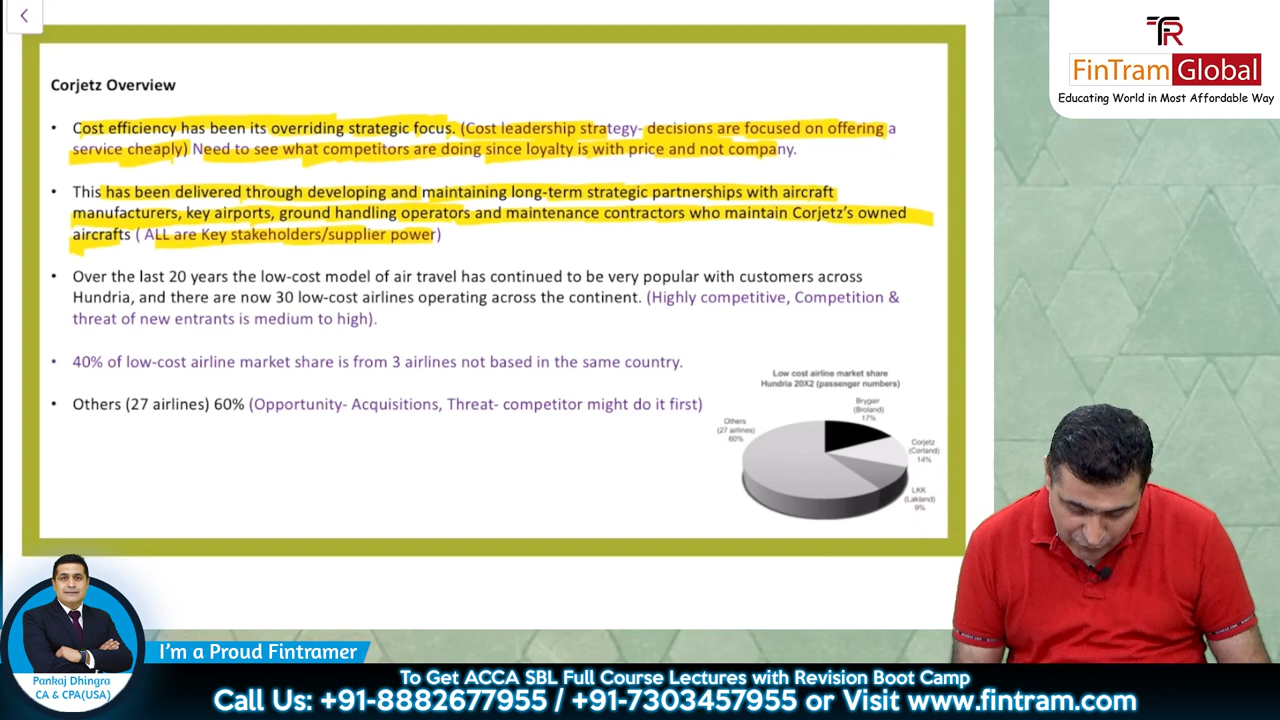 TR
FinTram Global
Educating World in Most Affordable Way
Corjetz Overview
• Cost efficiency has been its overriding strategic focus. (Cost leadership strategy- decisions are focused on offering a
service cheaply) Need to see what competitors are doing since loyalty is with price and not company.
• This has been delivered through developing and maintaining long-term strategic partnerships with aircraft
manufacturers, key airports, ground handling operators and maintenance contractors who maintain Corjetz's owned
aircrafts ( ALL are Key stakeholders/supplier power)
• Over the last 20 years the low-cost model of air travel has continued to be very popular with customers across
Hundria, and there are now 30 low-cost airlines operating across the continent. (Highly competitive, Competition &
threat of new entrants is medium to high).
• 40% of low-cost airline market share is from 3 airlines not based in the same country.
• Others (27 airlines) 60% (Opportunity- Acquisitions, Threat- competitor might do it first)
Low cost airline market share
Hundria 20X2 (passenger numbers)
Brygair
(Broland)
17%
Others
(27 airlines)
60%
Corjetz
(Corland)
14%
LKK
(Lakland)
9%
I'm a Proud Fintramer
Pankaj Dhingra
CA & CPA(USA)
To Get ACCA SBL Full Course Lectures with Revision Boot Camp
Call Us: +91-8882677955 / +91-7303457955 or Visit www.fintram.com